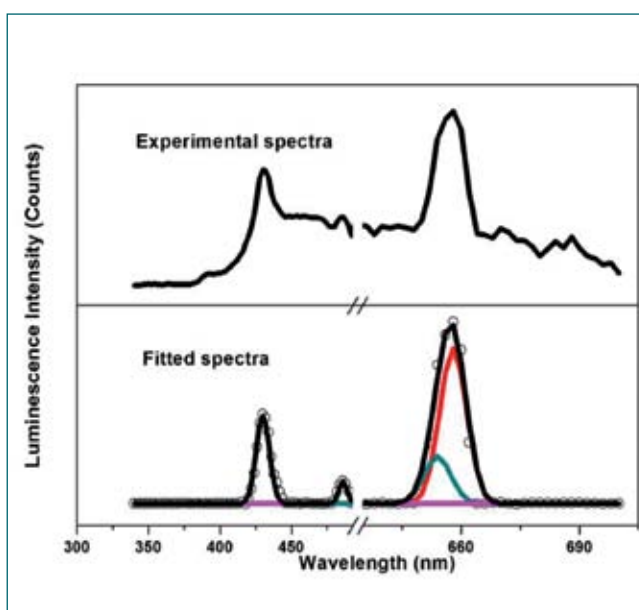 Experimental spectra
Luminescence Intensity (Counts)
Fitted spectra
300 350 400 450 660 690
Wavelength (nm)